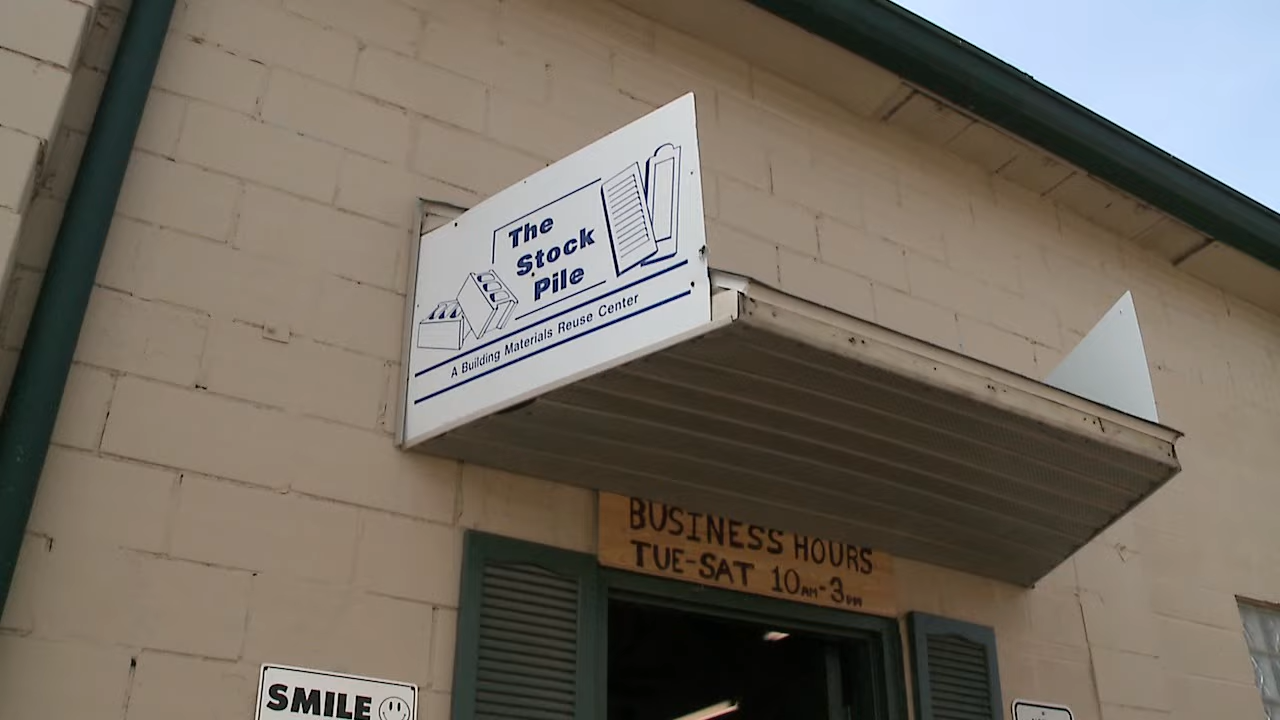 The
Stock
Pile
A Building Materials Reuse Center
BUSINESS HOURS
TUE-SAT 10AM-3PM
SMILE